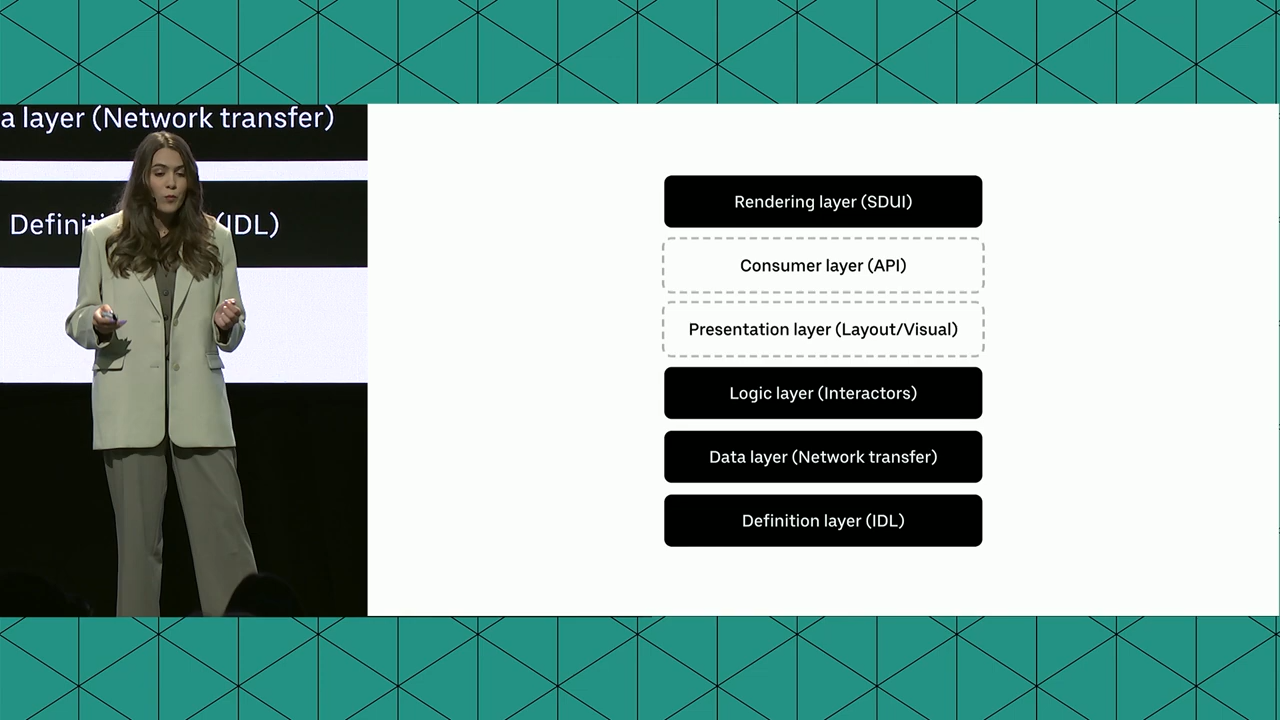 a layer (Network transfer)
Definiti (IDL)
Rendering layer (SDUI)
Consumer layer (API)
Presentation layer (Layout/Visual)
Logic layer (Interactors)
Data layer (Network transfer)
Definition layer (IDL)